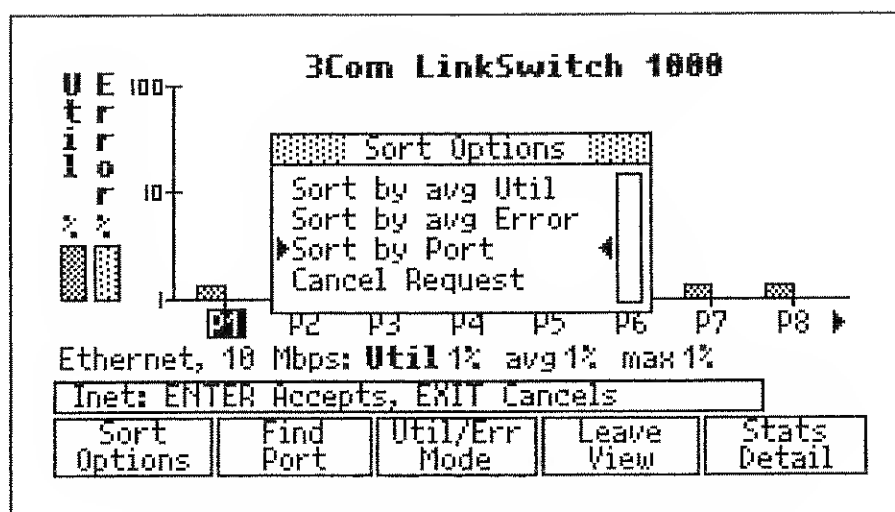 3Com LinkSwitch 1000
Util %
Error %
100
10
1
Sort Options
Sort by avg Util
Sort by avg Error
Sort by Port
Cancel Request
P1 P2 P3 P4 P5 P6 P7 P8
Ethernet, 10 Mbps: Util 1% avg 1% max 1%
Inet: ENTER Accepts, EXIT Cancels
Sort Options
Find Port
Util/Err Mode
Leave View
Stats Detail